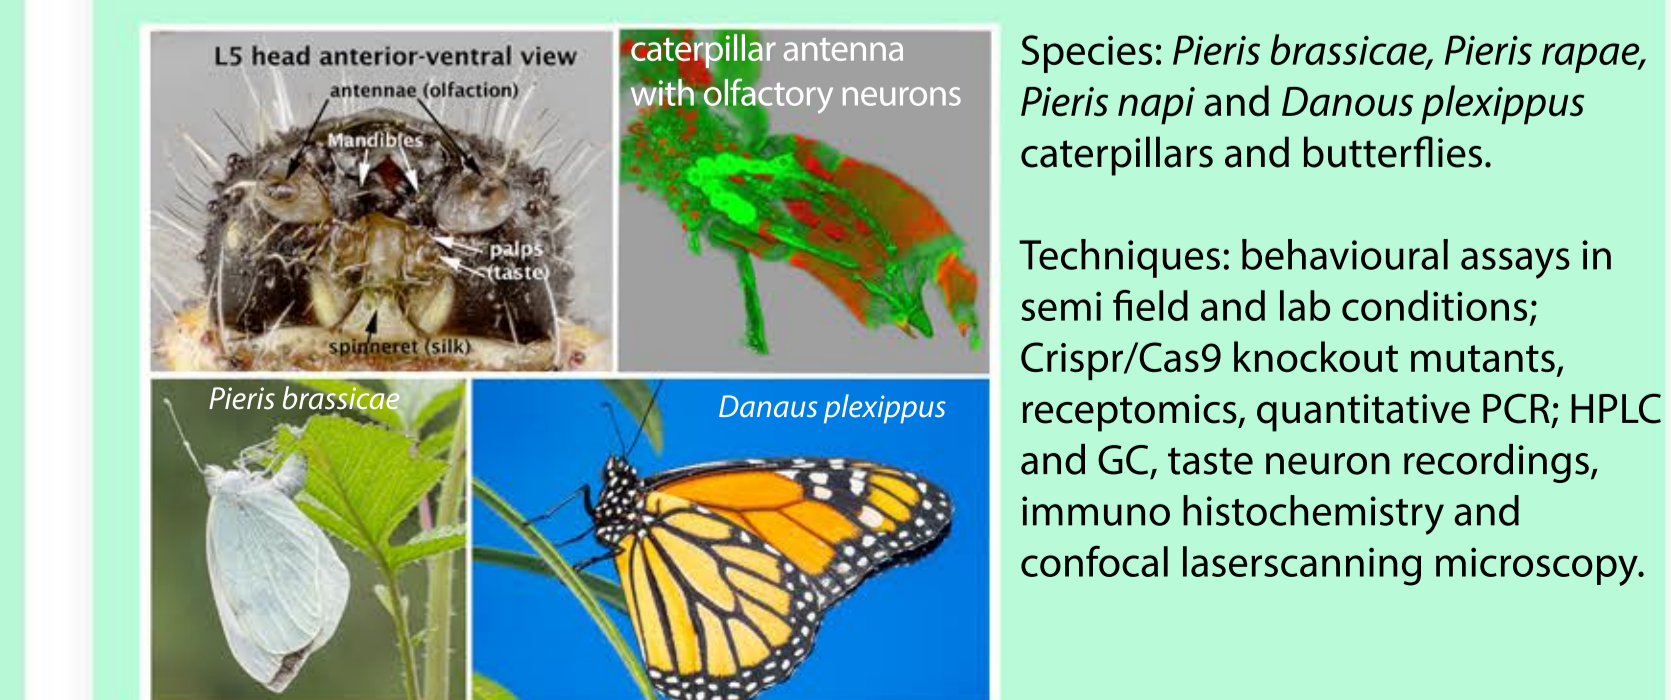 L5 head anterior-ventral view
antennae (olfaction)
Mandibles
palps
(taste)
spinneret (silk)
caterpillar antenna
with olfactory neurons
Pieris brassicae
Danaus plexippus
Species: Pieris brassicae, Pieris rapae,
Pieris napi and Danous plexippus
caterpillars and butterflies.
Techniques: behavioural assays in
semi field and lab conditions;
Crispr/Cas9 knockout mutants,
receptomics, quantitative PCR; HPLC
and GC, taste neuron recordings,
immuno histochemistry and
confocal laserscanning microscopy.